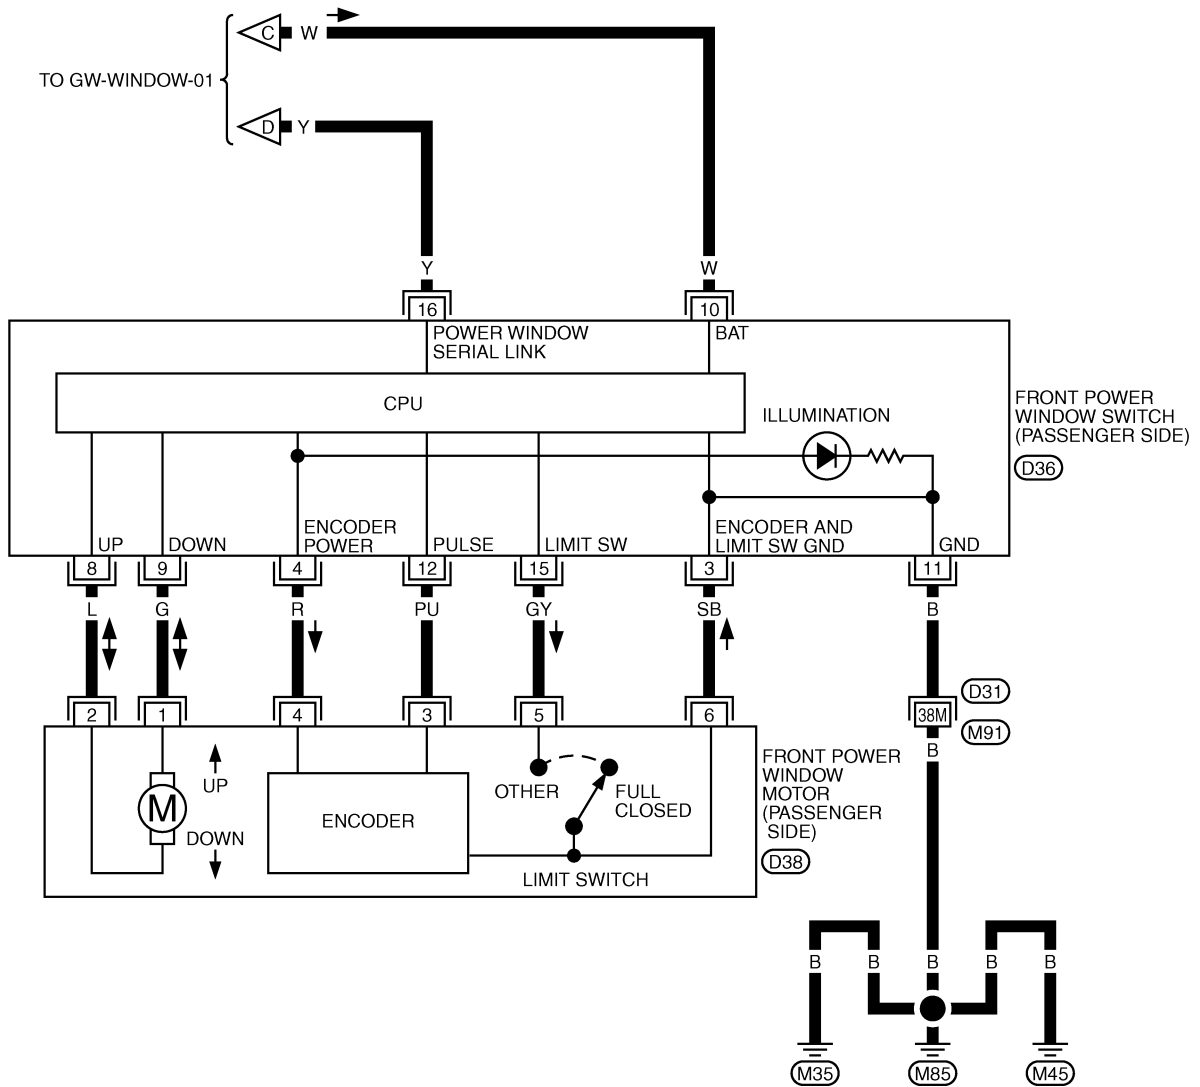 C W
TO GW-WINDOW-01
D Y
Y W
16 10
POWER WINDOW
SERIAL LINK
BAT
CPU
ILLUMINATION
FRONT POWER
WINDOW SWITCH
(PASSENGER SIDE)
D36
UP DOWN
ENCODER
POWER
PULSE
LIMIT SW
ENCODER AND
LIMIT SW GND
GND
8 9 4 12 15 3 11
L G R PU GY SB B
D31
2 1 4 3 5 6 38M
M91
B
UP
M
DOWN
ENCODER
OTHER
FULL
CLOSED
LIMIT SWITCH
FRONT POWER
WINDOW
MOTOR
(PASSENGER
SIDE)
D38
B B B B B
M35 M85 M45